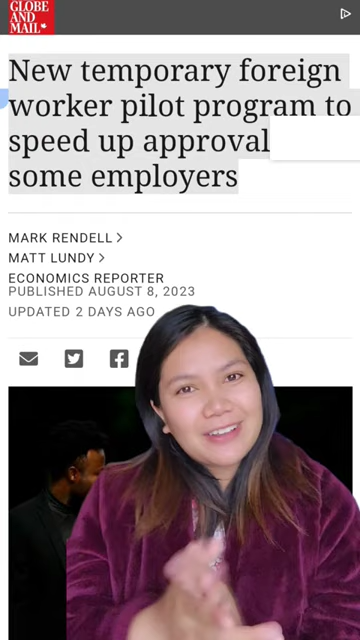 GLOBE
AND
MAIL
New temporary foreign
worker pilot program to
speed up approval
some employers
MARK RENDELL >
MATT LUNDY >
ECONOMICS REPORTER
PUBLISHED AUGUST 8, 2023
UPDATED 2 DAYS AGO